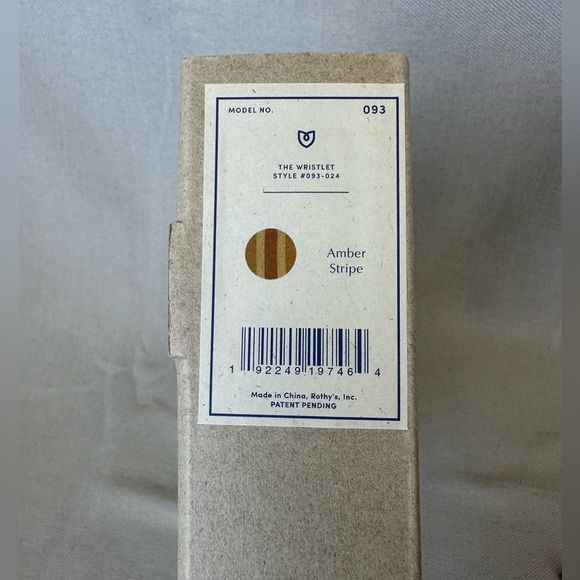 MODEL NO. 093
THE WRISTLET
STYLE #093-024
Amber
Stripe
1 92249 19746 4
Made in China, Rothy's, Inc.
PATENT PENDING